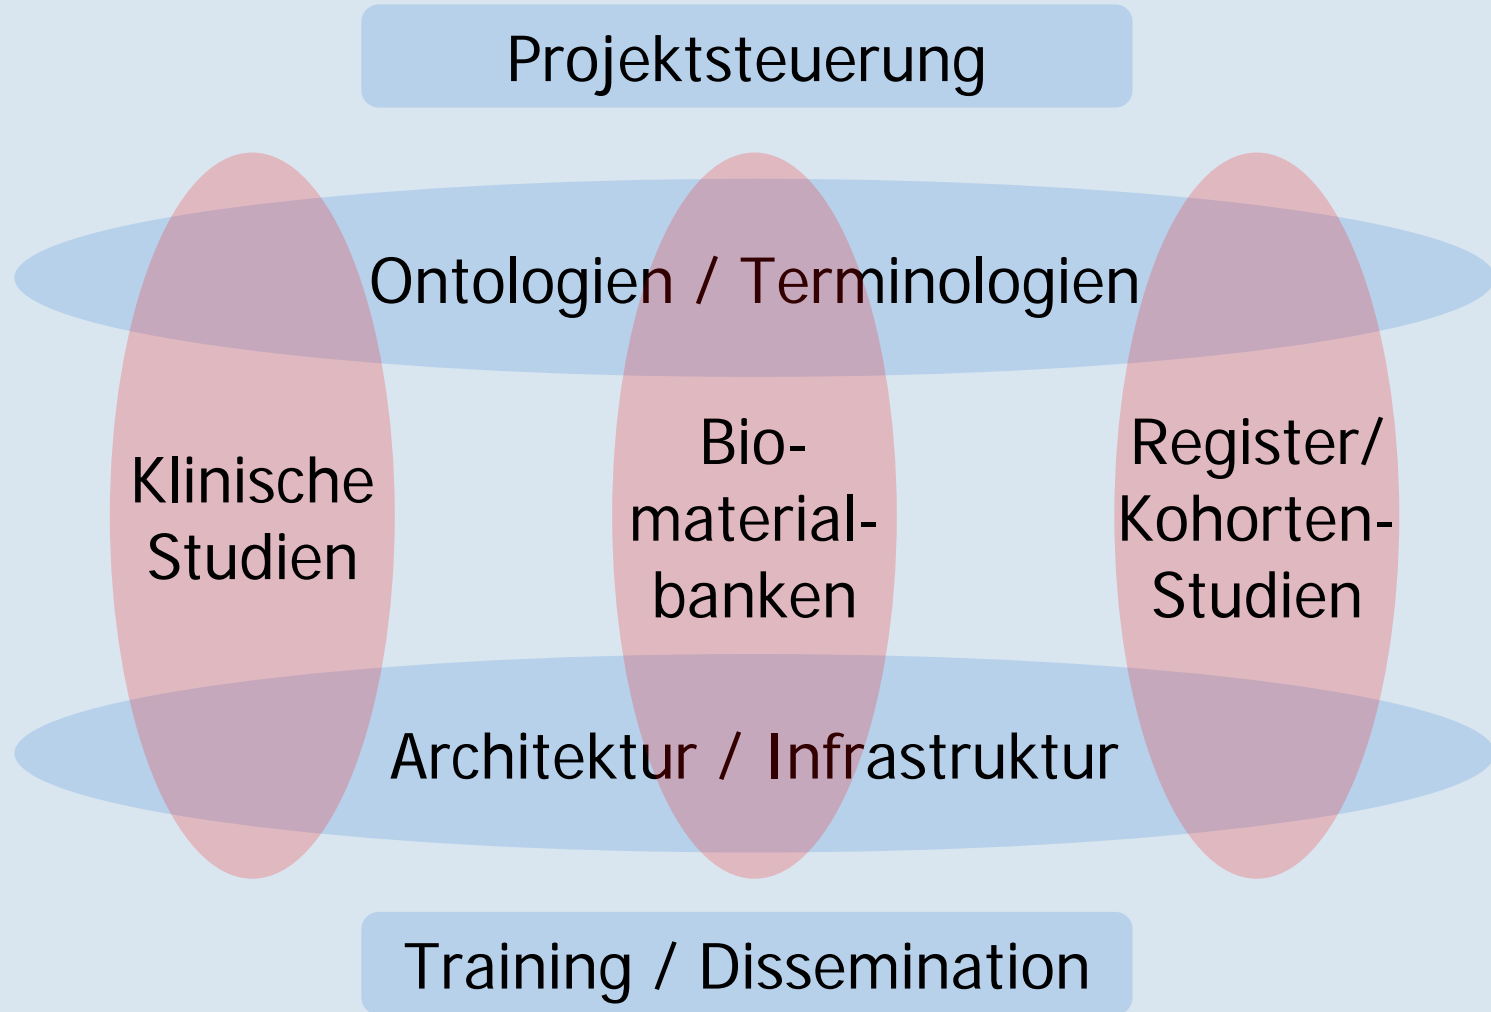 Projektsteuerung
Ontologien / Terminologien
Klinische
Studien
Bio-
material-
banken
Register/
Kohorten-
Studien
Architektur / Infrastruktur
Training / Dissemination